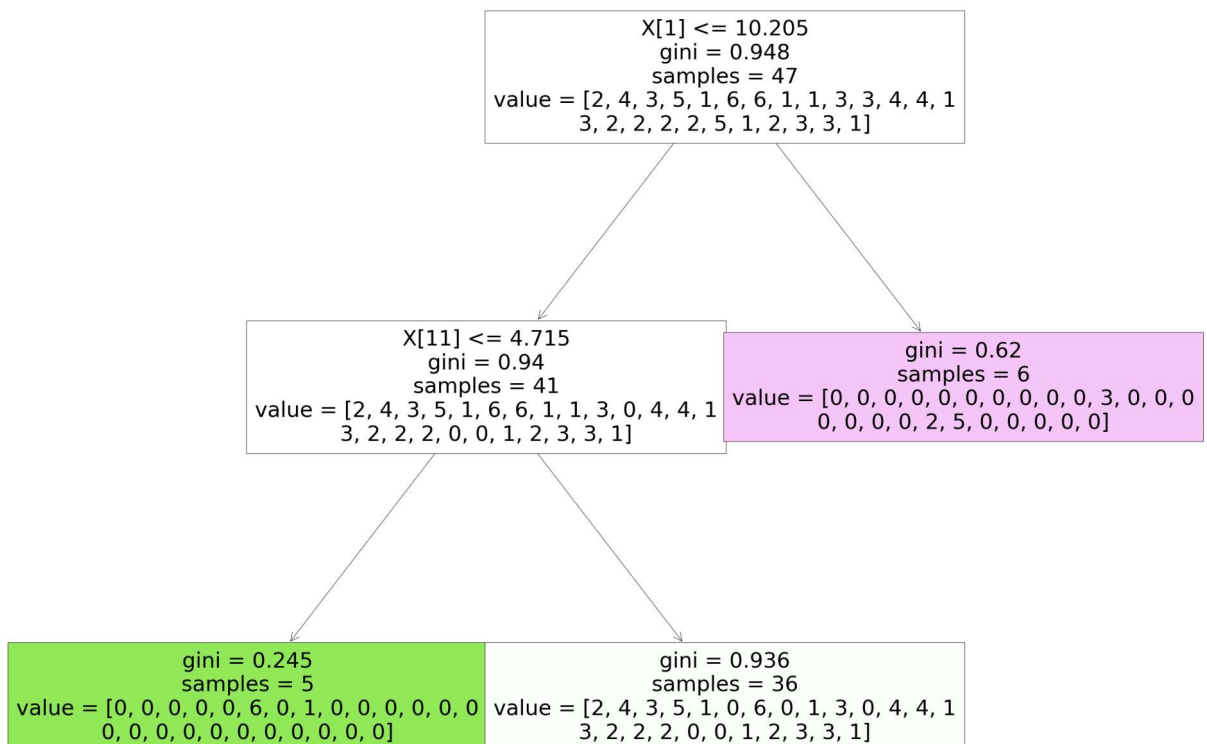 X[1] <= 10.205
gini = 0.948
samples = 47
value = [2, 4, 3, 5, 1, 6, 6, 1, 1, 3, 3, 4, 4, 1
3, 2, 2, 2, 2, 5, 1, 2, 3, 3, 1]
X[11] <= 4.715
gini = 0.94
samples = 41
value = [2, 4, 3, 5, 1, 6, 6, 1, 1, 3, 0, 4, 4, 1
3, 2, 2, 2, 0, 0, 1, 2, 3, 3, 1]
gini = 0.62
samples = 6
value = [0, 0, 0, 0, 0, 0, 0, 0, 0, 0, 3, 0, 0, 0
0, 0, 0, 0, 2, 5, 0, 0, 0, 0, 0]
gini = 0.245
samples = 5
value = [0, 0, 0, 0, 0, 6, 0, 1, 0, 0, 0, 0, 0, 0
0, 0, 0, 0, 0, 0, 0, 0, 0, 0, 0]
gini = 0.936
samples = 36
value = [2, 4, 3, 5, 1, 0, 6, 0, 1, 3, 0, 4, 4, 1
3, 2, 2, 2, 0, 0, 1, 2, 3, 3, 1]